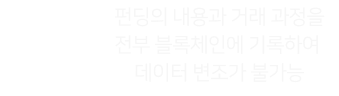 펀딩의 내용과 거래 과정을
전부 블록체인에 기록하여
데이터 변조가 불가능